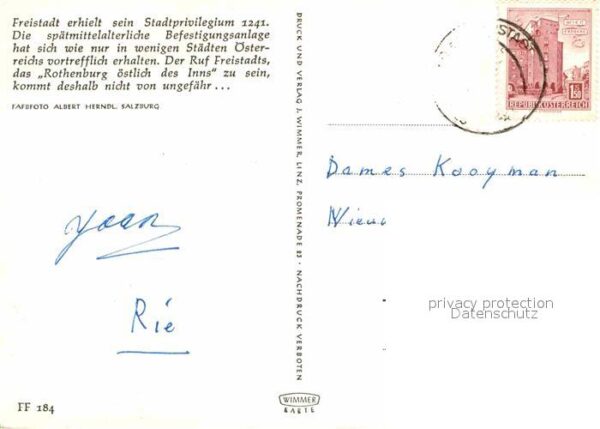 Freistadt erhielt sein Stadtprivilegium 1241.
Die spätmittelalterliche Befestigungsanlage
hat sich wie nur in wenigen Städten Öster-
reichs vortrefflich erhalten. Der Ruf Freistadts,
das „Rothenburg östlich des Inns" zu sein,
kommt deshalb nicht von ungefähr ...
FAFBFOTO ALBERT HERNDL, SALZBURG
Rie
FF 184
DRUCK UND VERLAG J. WIMMER, LINZ, PROMENADE 23 · NACHDRUCK VERBOTEN
WIMMER
KARTE
1.50
REPUBLIK ÖSTERREICH
Dames Kooyman
privacy protection
Datenschutz